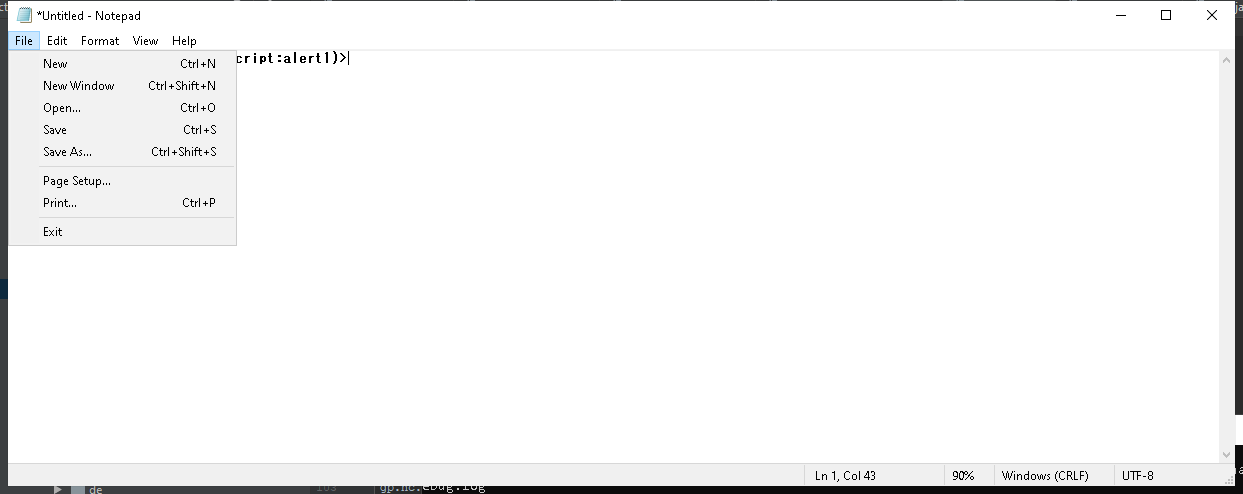 *Untitled - Notepad
File Edit Format View Help
cript:alert1)>
New Ctrl+N
New Window Ctrl+Shift+N
Open... Ctrl+O
Save Ctrl+S
Save As... Ctrl+Shift+S
Page Setup...
Print... Ctrl+P
Exit
Ln 1, Col 43 90% Windows (CRLF) UTF-8
de